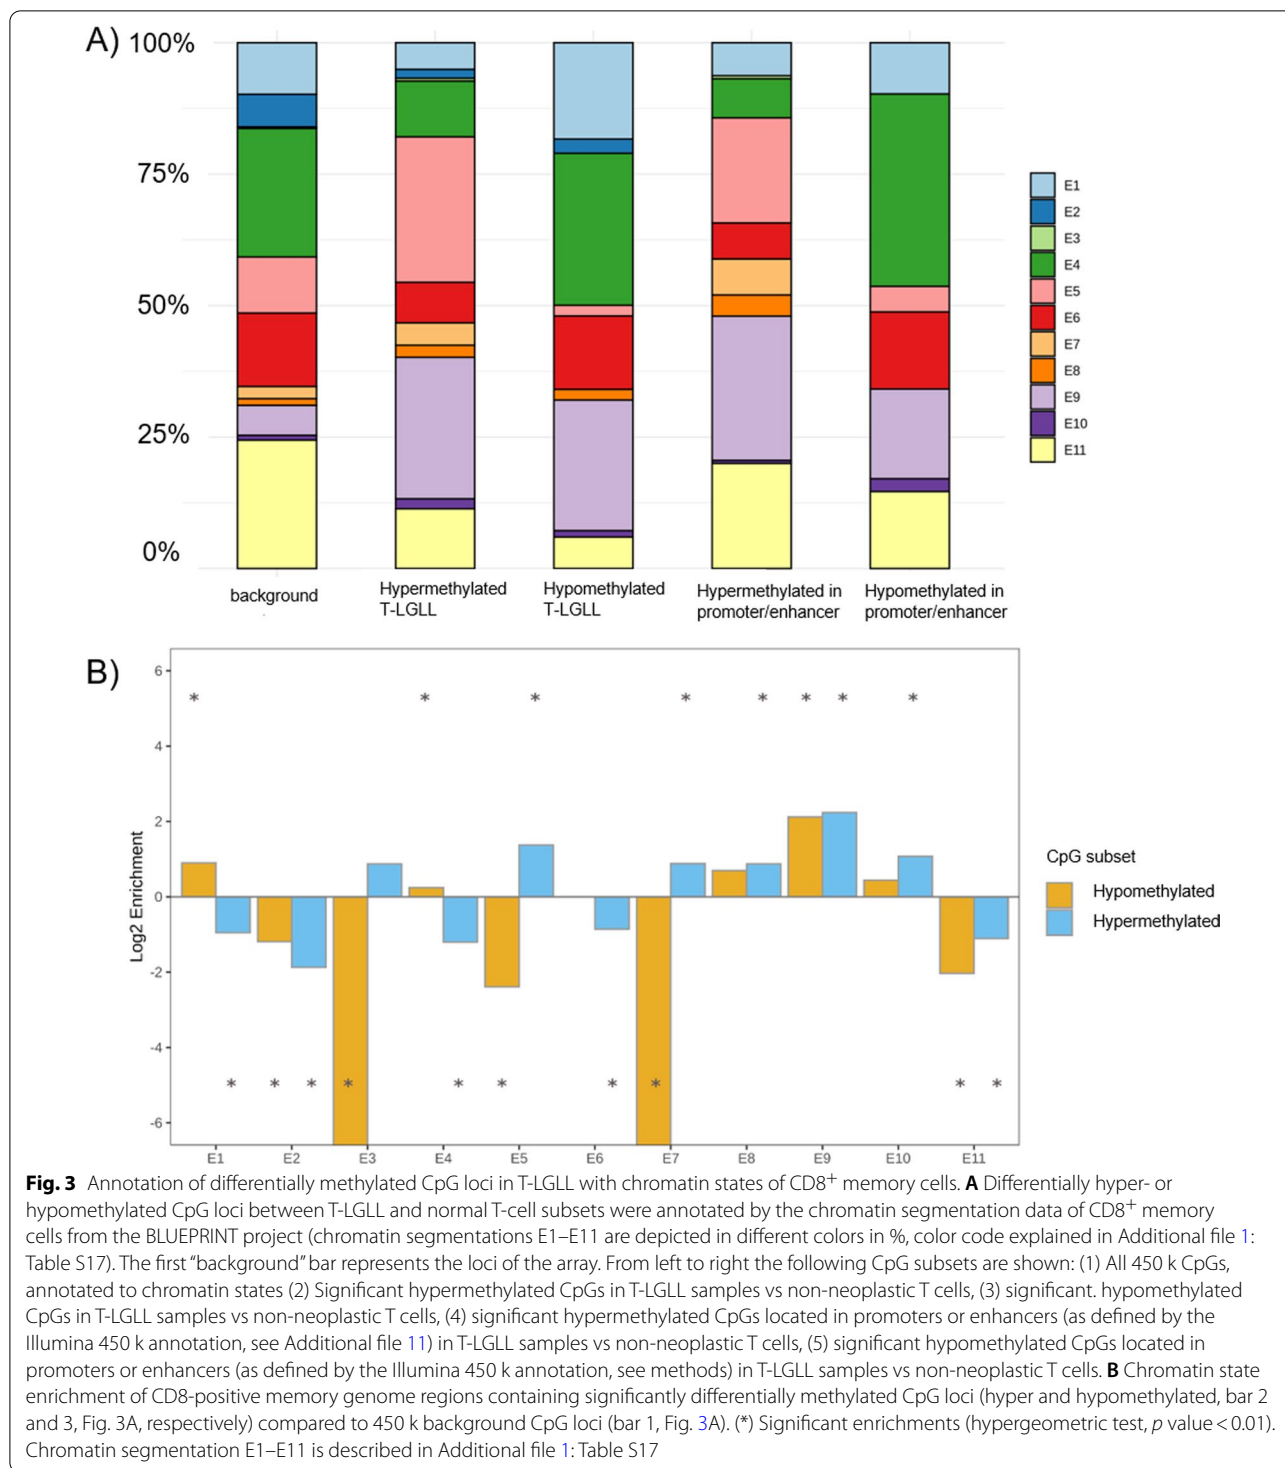 A) 100%
75%
50%
25%
0%
background
Hypermethylated
T-LGLL
Hypomethylated
T-LGLL
Hypermethylated in
promoter/enhancer
Hypomethylated in
promoter/enhancer
E1
E2
E3
E4
E5
E6
E7
E8
E9
E10
E11
B)
6
4
2
0
-2
-4
-6
Log2 Enrichment
* * * * * * * *
* * * * * * * * * *
E1 E2 E3 E4 E5 E6 E7 E8 E9 E10 E11
CpG subset
Hypomethylated
Hypermethylated
Fig. 3 Annotation of differentially methylated CpG loci in T-LGLL with chromatin states of CD8+ memory cells. A Differentially hyper- or
hypomethylated CpG loci between T-LGLL and normal T-cell subsets were annotated by the chromatin segmentation data of CD8+ memory
cells from the BLUEPRINT project (chromatin segmentations E1–E11 are depicted in different colors in %, color code explained in Additional file 1:
Table S17). The first “background” bar represents the loci of the array. From left to right the following CpG subsets are shown: (1) All 450 k CpGs,
annotated to chromatin states (2) Significant hypermethylated CpGs in T-LGLL samples vs non-neoplastic T cells, (3) significant. hypomethylated
CpGs in T-LGLL samples vs non-neoplastic T cells, (4) significant hypermethylated CpGs located in promoters or enhancers (as defined by the
Illumina 450 k annotation, see Additional file 11) in T-LGLL samples vs non-neoplastic T cells, (5) significant hypomethylated CpGs located in
promoters or enhancers (as defined by the Illumina 450 k annotation, see methods) in T-LGLL samples vs non-neoplastic T cells. B Chromatin state
enrichment of CD8-positive memory genome regions containing significantly differentially methylated CpG loci (hyper and hypomethylated, bar 2
and 3, Fig. 3A, respectively) compared to 450 k background CpG loci (bar 1, Fig. 3A). (*) Significant enrichments (hypergeometric test, p value < 0.01).
Chromatin segmentation E1–E11 is described in Additional file 1: Table S17